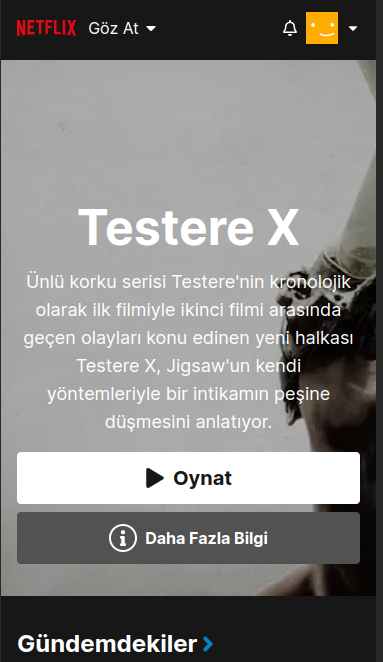 NETFLIX Göz At
Testere X
Ünlü korku serisi Testere'nin kronolojik
olarak ilk filmiyle ikinci filmi arasında
geçen olayları konu edinen yeni halkası
Testere X, Jigsaw'un kendi
yöntemleriyle bir intikamın peşine
düşmesini anlatıyor.
Oynat
Daha Fazla Bilgi
Gündemdekiler